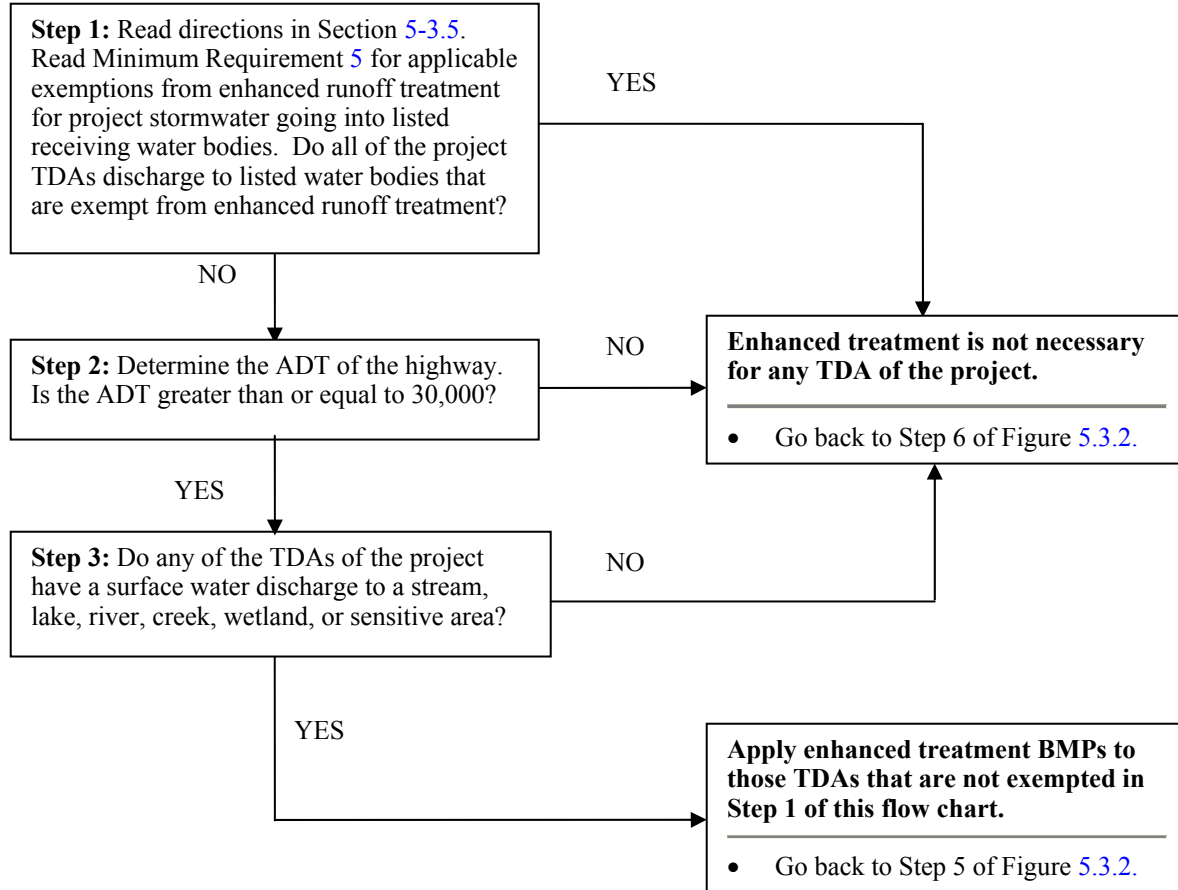 Step 1: Read directions in Section 5-3.5.
Read Minimum Requirement 5 for applicable
exemptions from enhanced runoff treatment
for project stormwater going into listed
receiving water bodies.  Do all of the project
TDAs discharge to listed water bodies that
are exempt from enhanced runoff treatment?
YES
NO
Step 2: Determine the ADT of the highway.
Is the ADT greater than or equal to 30,000?
NO
Enhanced treatment is not necessary
for any TDA of the project.
• Go back to Step 6 of Figure 5.3.2.
YES
Step 3: Do any of the TDAs of the project
have a surface water discharge to a stream,
lake, river, creek, wetland, or sensitive area?
NO
YES
Apply enhanced treatment BMPs to
those TDAs that are not exempted in
Step 1 of this flow chart.
• Go back to Step 5 of Figure 5.3.2.